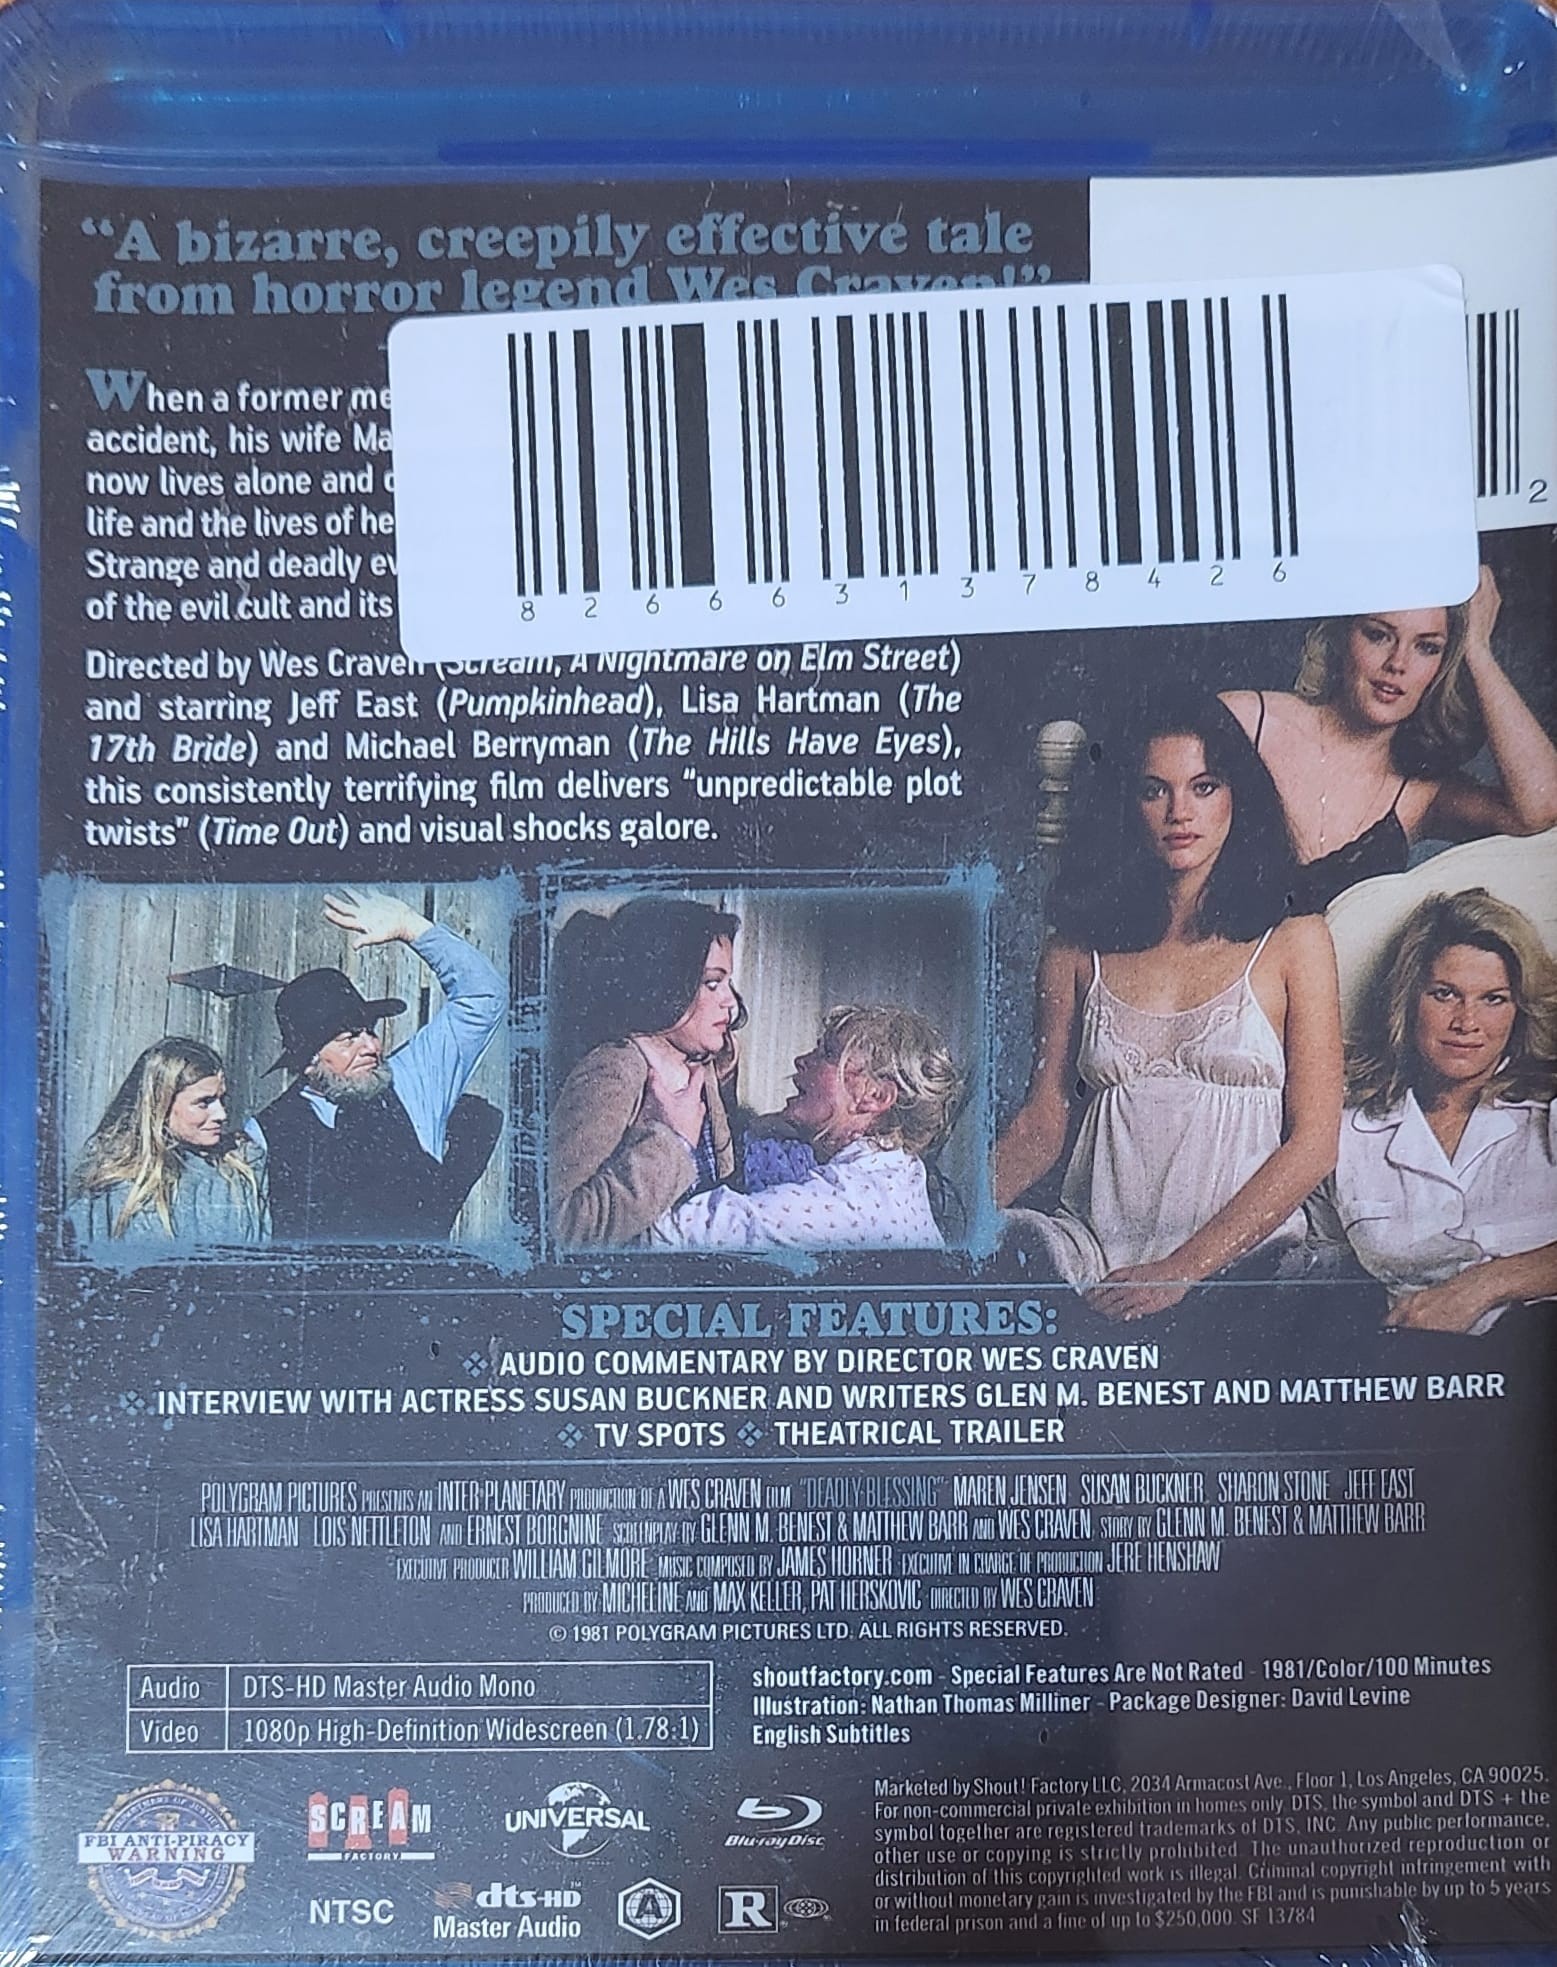 “A bizarre, creepily effective tale
from horror legend Wes Craven!”
When a former me
accident, his wife Ma
now lives alone and
life and the lives of he
Strange and deadly ev
of the evil cult and its
8 2 6 6 6 3 1 3 7 8 4 2 6
2
Directed by Wes Craven (Scream, A Nightmare on Elm Street)
and starring Jeff East (Pumpkinhead), Lisa Hartman (The
17th Bride) and Michael Berryman (The Hills Have Eyes),
this consistently terrifying film delivers “unpredictable plot
twists” (Time Out) and visual shocks galore.
SPECIAL FEATURES:
AUDIO COMMENTARY BY DIRECTOR WES CRAVEN
INTERVIEW WITH ACTRESS SUSAN BUCKNER AND WRITERS GLEN M. BENEST AND MATTHEW BARR
TV SPOTS THEATRICAL TRAILER
POLYGRAM PICTURES PRESENTS AN INTER PLANETARY PRODUCTION OF A WES CRAVEN FILM "DEADLY BLESSING" MAREN JENSEN SUSAN BUCKNER SHARON STONE JEFF EAST
LISA HARTMAN LOIS NETTLETON AND ERNEST BORGNINE SCREENPLAY BY GLENN M. BENEST & MATTHEW BARR AND WES CRAVEN STORY BY GLENN M. BENEST & MATTHEW BARR
EXECUTIVE PRODUCER WILLIAM GILMORE MUSIC COMPOSED BY JAMES HORNER EXECUTIVE IN CHARGE OF PRODUCTION JERE HENSHAW
PRODUCED BY MICHELINE AND MAX KELLER, PAT HERSKOVIC DIRECTED BY WES CRAVEN
© 1981 POLYGRAM PICTURES LTD. ALL RIGHTS RESERVED.
Audio DTS-HD Master Audio Mono
Video 1080p High-Definition Widescreen (1.78:1)
shoutfactory.com - Special Features Are Not Rated - 1981/Color/100 Minutes
Illustration: Nathan Thomas Milliner - Package Designer: David Levine
English Subtitles
FBI ANTI-PIRACY
WARNING
SCREAM
FACTORY
UNIVERSAL
Blu-ray Disc
NTSC
dts-HD
Master Audio
A
R
Marketed by Shout! Factory LLC, 2034 Armacost Ave., Floor 1, Los Angeles, CA 90025.
For non-commercial private exhibition in homes only. DTS, the symbol and DTS + the
symbol together are registered trademarks of DTS, INC. Any public performance,
other use or copying is strictly prohibited. The unauthorized reproduction or
distribution of this copyrighted work is illegal. Criminal copyright infringement with
or without monetary gain is investigated by the FBI and is punishable by up to 5 years
in federal prison and a fine of up to $250,000. SF 13784